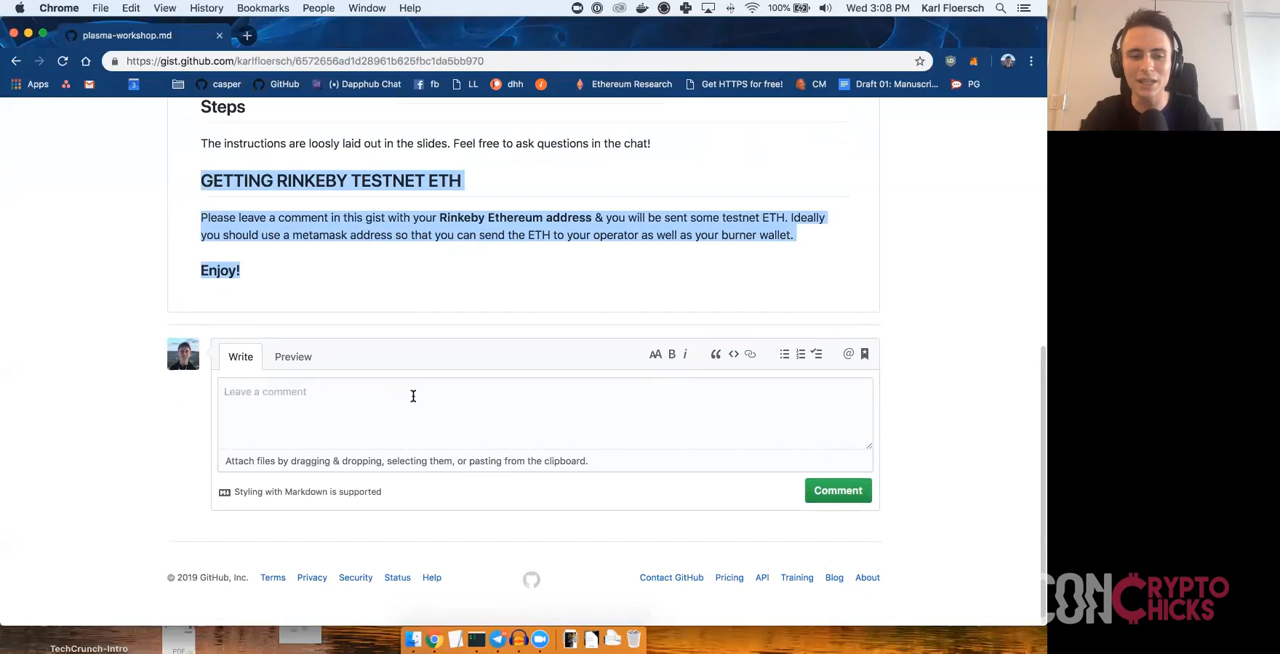 Chrome File Edit View History Bookmarks People Window Help 100% Wed 3:08 PM Karl Floersch
plasma-workshop.md
https://gist.github.com/karlfloersch/6572656ad1d28961b625fbc1da5bb970
Apps casper GitHub (•) Dapphub Chat fb LL dhh Ethereum Research Get HTTPS for free! CM Draft 01: Manuscri... PG
Steps
The instructions are loosly laid out in the slides. Feel free to ask questions in the chat!
GETTING RINKEBY TESTNET ETH
Please leave a comment in this gist with your Rinkeby Ethereum address & you will be sent some testnet ETH. Ideally
you should use a metamask address so that you can send the ETH to your operator as well as your burner wallet.
Enjoy!
Write Preview AA B i @
Leave a comment
Attach files by dragging & dropping, selecting them, or pasting from the clipboard.
Styling with Markdown is supported
Comment
© 2019 GitHub, Inc. Terms Privacy Security Status Help Contact GitHub Pricing API Training Blog About
CON CRYPTO
CHICKS
TechCrunch-Intro
PDF